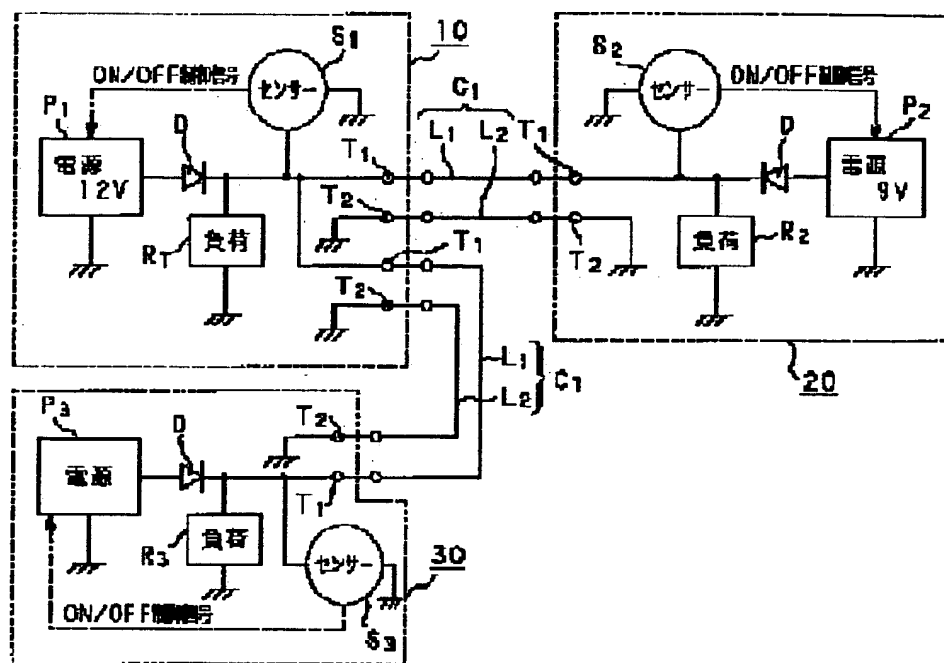 S1
10
ON/OFF制御信号
センサー
P1
電源
12V
D
T1
C1
L1
L2
T1
T2
T2
R1
負荷
T1
T2
S2
センサー
ON/OFF制御信号
P2
D
電源
9V
負荷
R2
20
L1
L2
C1
P3
D
電源
T2
T1
R3
負荷
センサー
30
ON/OFF制御信号
S3